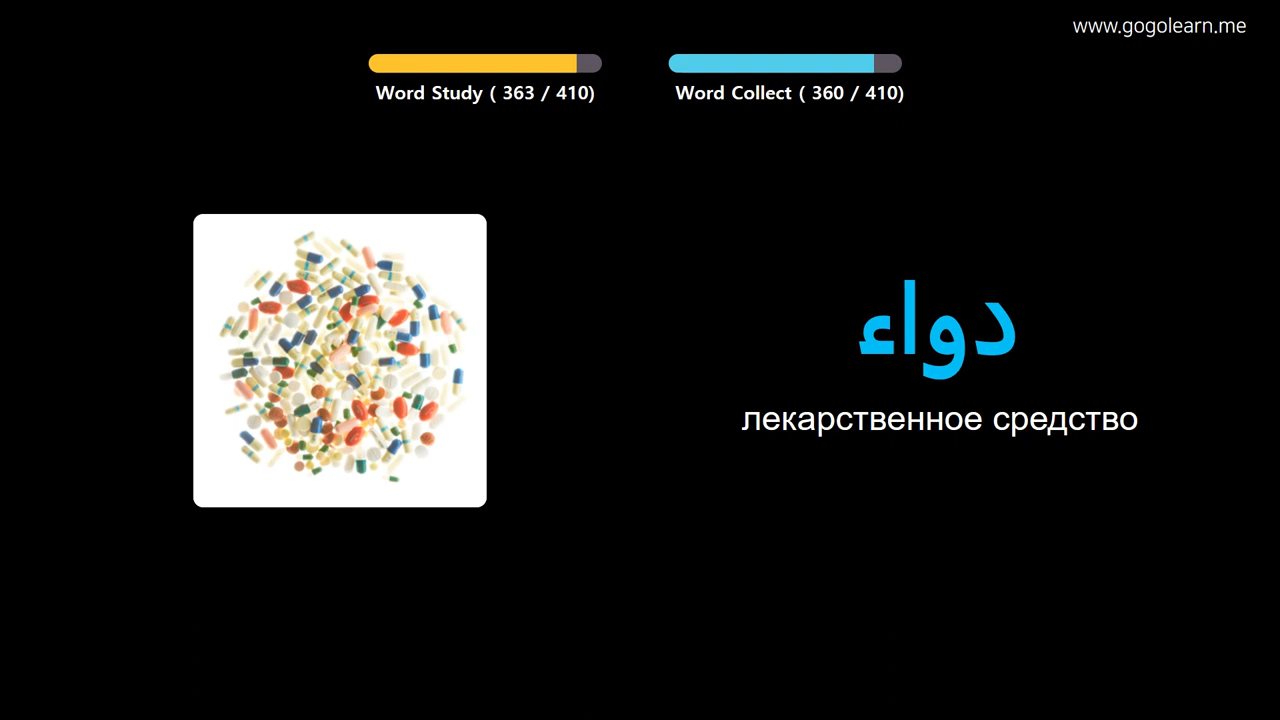 www.gogolearn.me
Word Study ( 363 / 410)
Word Collect ( 360 / 410)
دواء
лекарственное средство